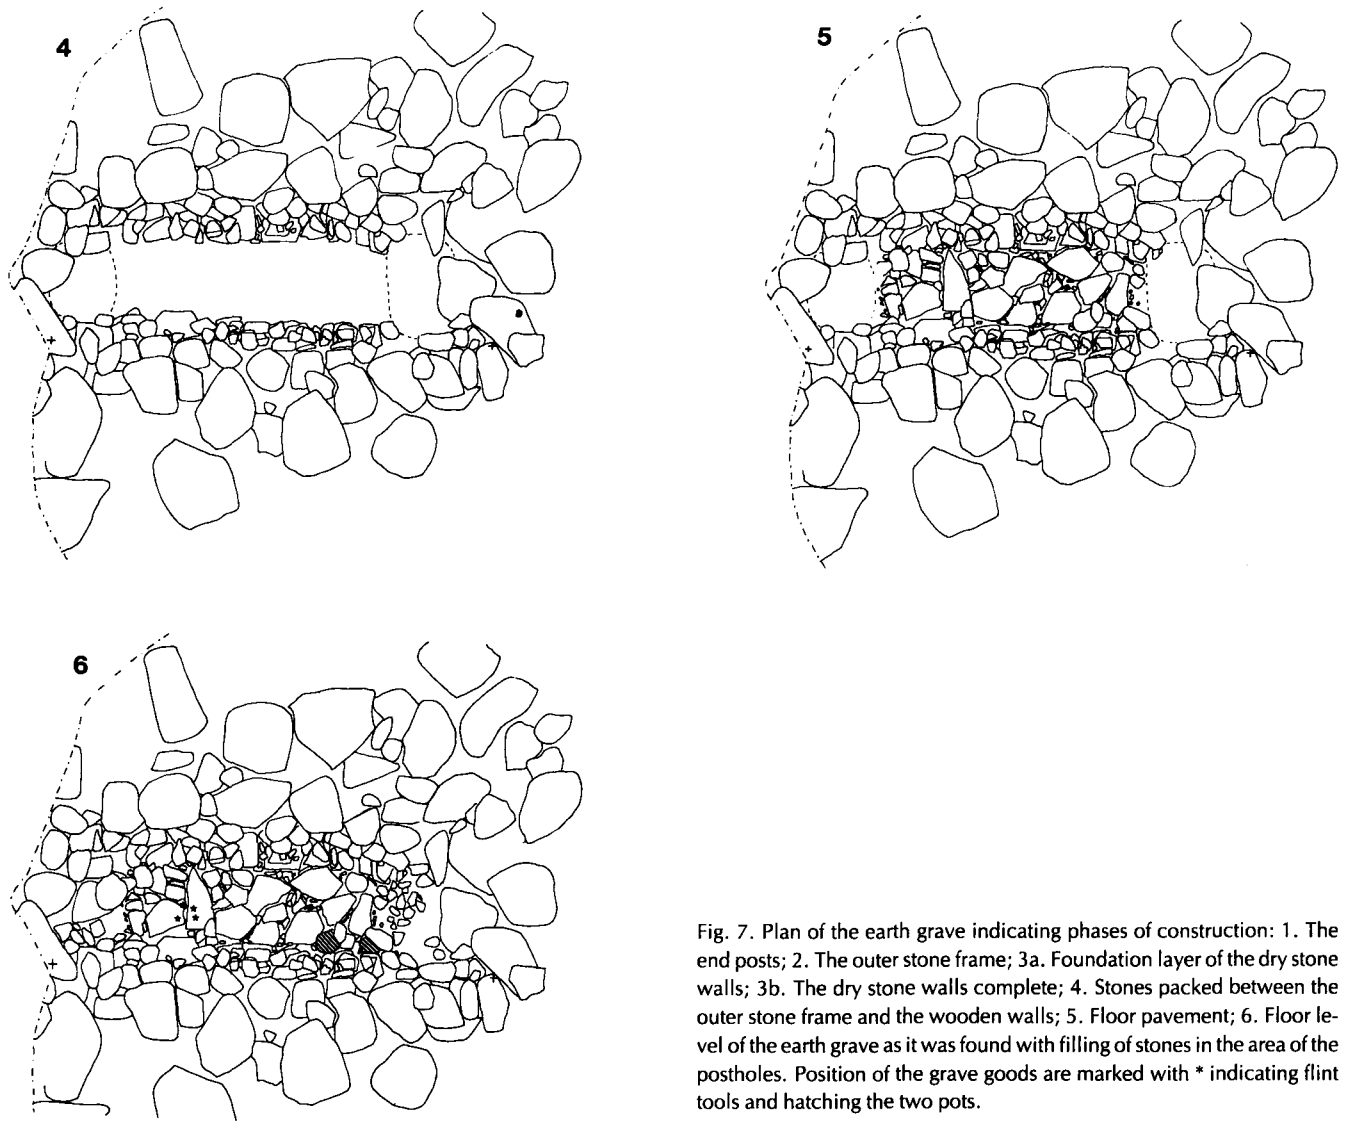 4
5
6
Fig. 7. Plan of the earth grave indicating phases of construction: 1. The
end posts; 2. The outer stone frame; 3a. Foundation layer of the dry stone
walls; 3b. The dry stone walls complete; 4. Stones packed between the
outer stone frame and the wooden walls; 5. Floor pavement; 6. Floor le-
vel of the earth grave as it was found with filling of stones in the area of the
postholes. Position of the grave goods are marked with * indicating flint
tools and hatching the two pots.